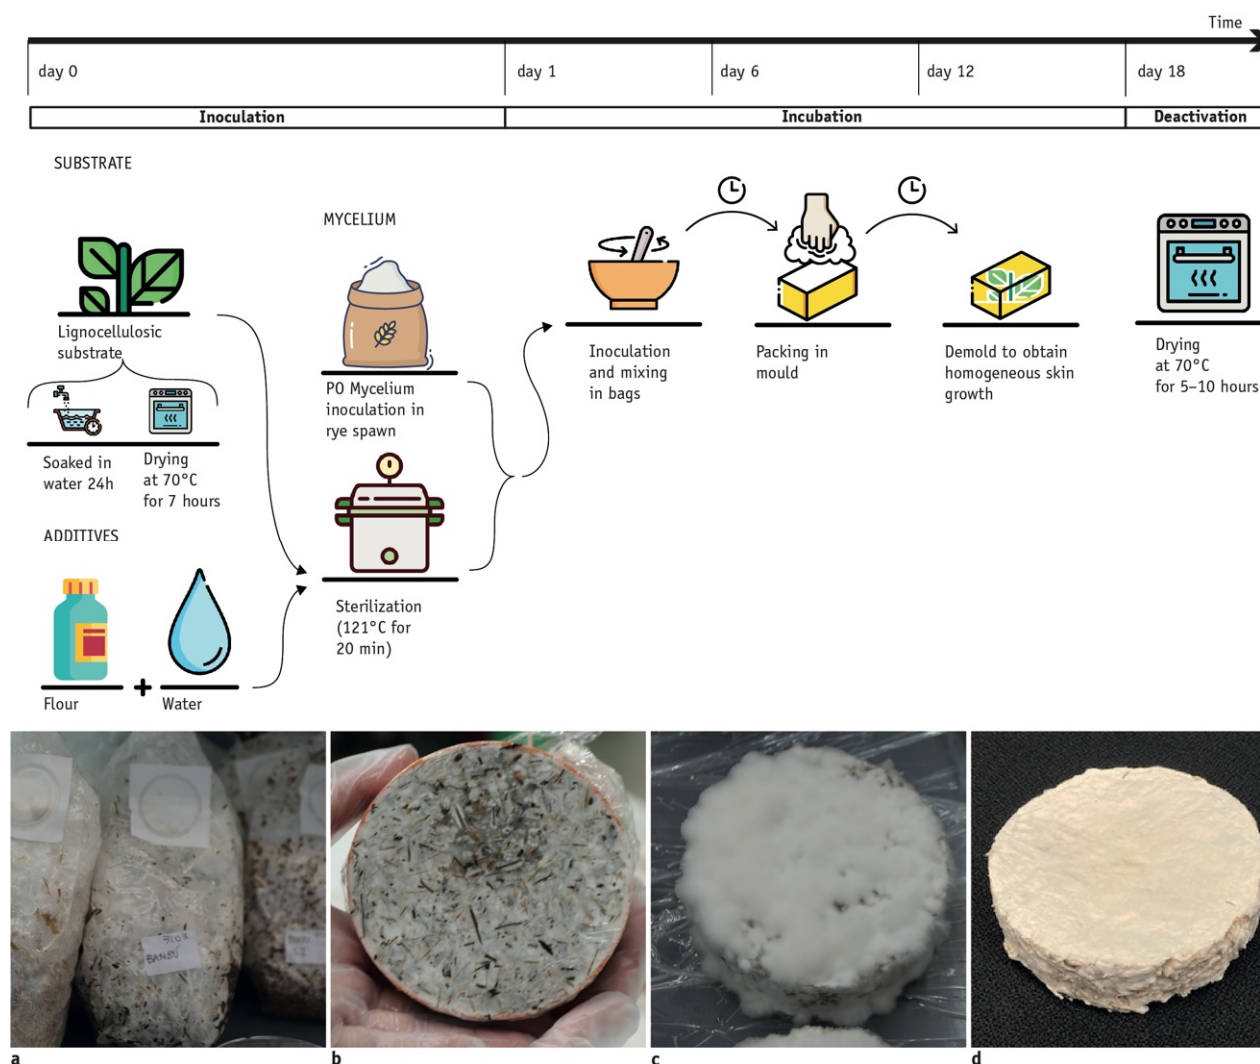 Time
day 0
day 1
day 6
day 12
day 18
Inoculation
Incubation
Deactivation
SUBSTRATE
MYCELIUM
Lignocellulosic
substrate
Soaked in
water 24h
Drying
at 70°C
for 7 hours
ADDITIVES
Flour
+
Water
PO Mycelium
inoculation in
rye spawn
Sterilization
(121°C for
20 min)
Inoculation
and mixing
in bags
Packing in
mould
Demold to obtain
homogeneous skin
growth
Drying
at 70°C
for 5–10 hours
BAMBÚ
a
b
c
d